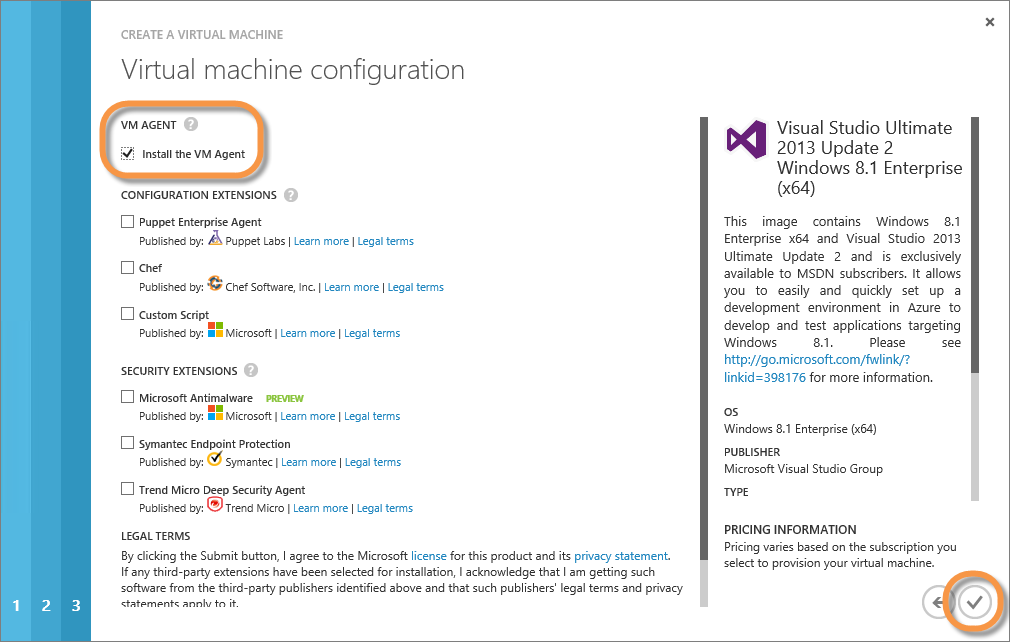 CREATE A VIRTUAL MACHINE
Virtual machine configuration
VM AGENT ?
Install the VM Agent
CONFIGURATION EXTENSIONS ?
Puppet Enterprise Agent
Published by: Puppet Labs | Learn more | Legal terms
Chef
Published by: Chef Software, Inc. | Learn more | Legal terms
Custom Script
Published by: Microsoft | Learn more | Legal terms
SECURITY EXTENSIONS ?
Microsoft Antimalware PREVIEW
Published by: Microsoft | Learn more | Legal terms
Symantec Endpoint Protection
Published by: Symantec | Learn more | Legal terms
Trend Micro Deep Security Agent
Published by: Trend Micro | Learn more | Legal terms
LEGAL TERMS
By clicking the Submit button, I agree to the Microsoft license for this product and its privacy statement.
If any third-party extensions have been selected for installation, I acknowledge that I am getting such
software from the third-party publishers identified above and that such publishers' legal terms and privacy
statements apply to it.
Visual Studio Ultimate
2013 Update 2
Windows 8.1 Enterprise
(x64)
This image contains Windows 8.1
Enterprise x64 and Visual Studio 2013
Ultimate Update 2 and is exclusively
available to MSDN subscribers. It allows
you to easily and quickly set up a
development environment in Azure to
develop and test applications targeting
Windows 8.1. Please see
http://go.microsoft.com/fwlink/?
linkid=398176 for more information.
OS
Windows 8.1 Enterprise (x64)
PUBLISHER
Microsoft Visual Studio Group
TYPE
PRICING INFORMATION
Pricing varies based on the subscription you
select to provision your virtual machine.
1 2 3